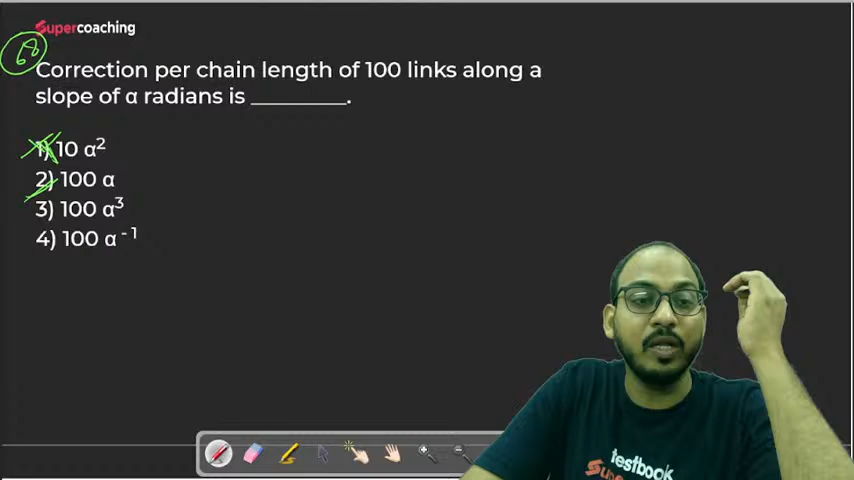 Supercoaching
Correction per chain length of 100 links along a
slope of α radians is _________.
1) 10 α²
2) 100 α
3) 100 α³
4) 100 α⁻¹
testbook